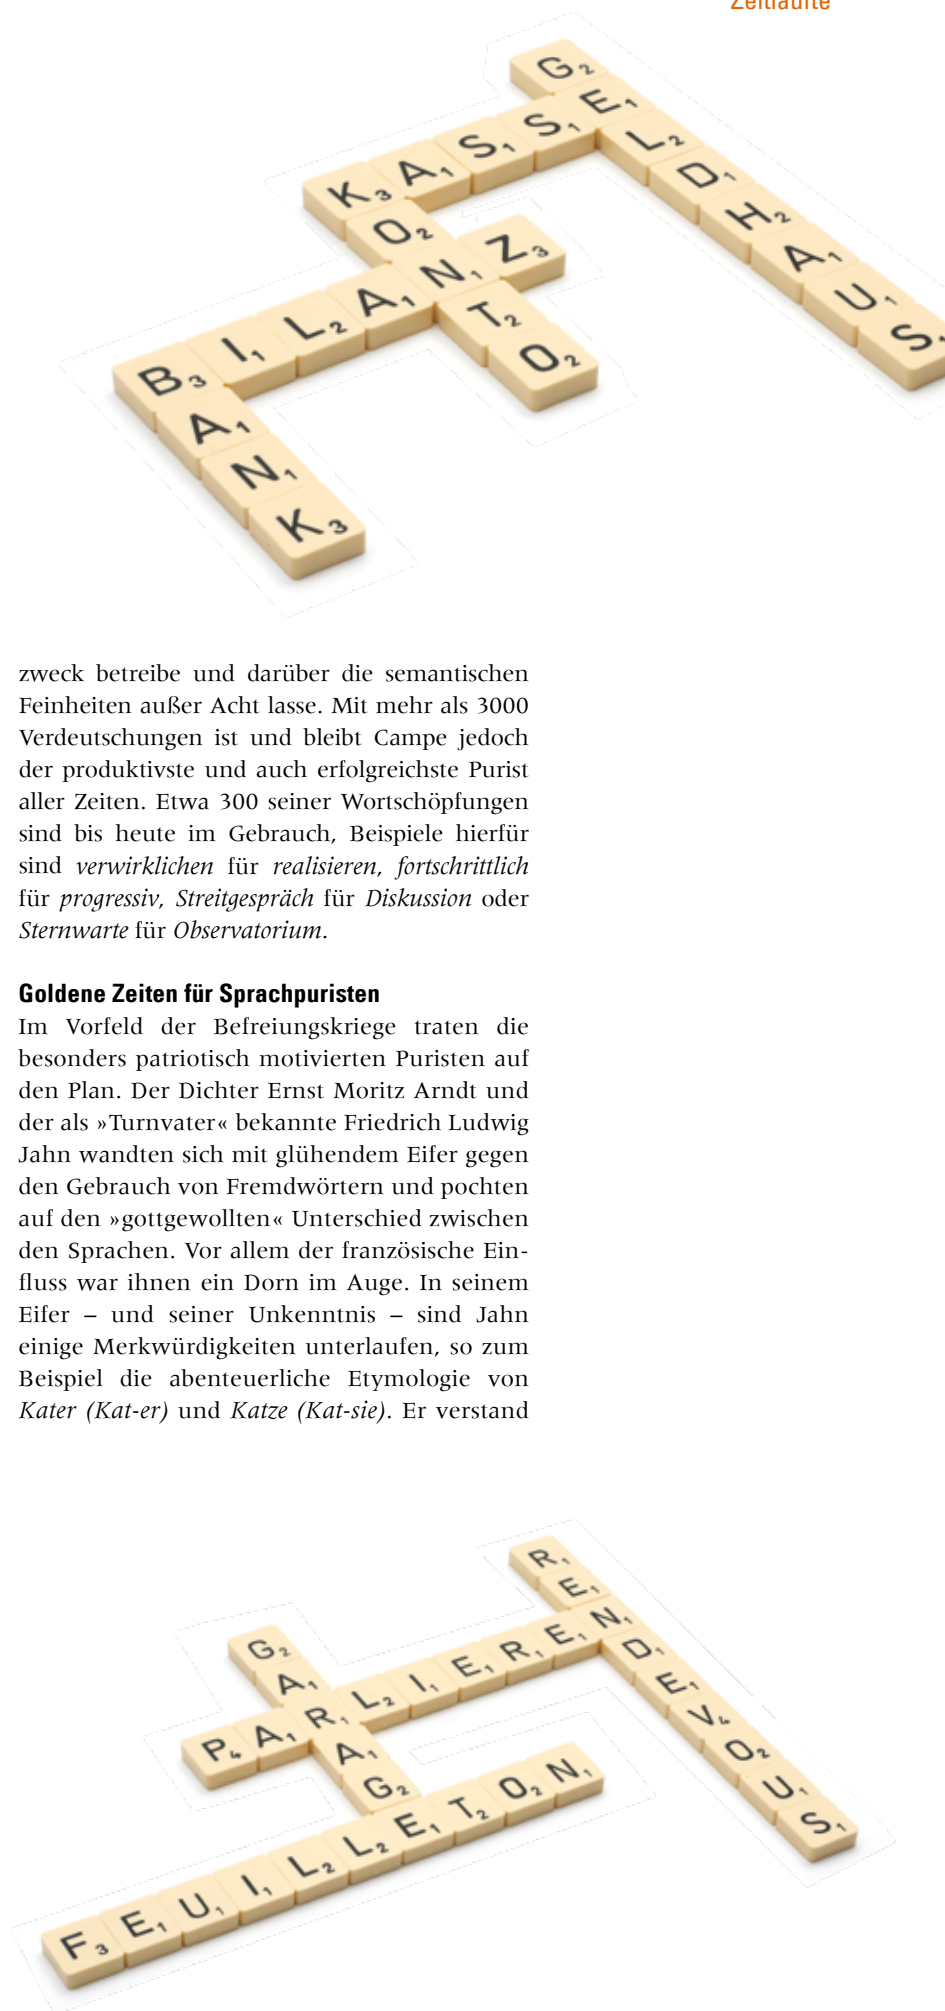 Zeitläufte
GELDHAUS
KASSE
KONTO
BILANZ
BANK
zweck betreibe und darüber die semantischen
Feinheiten außer Acht lasse. Mit mehr als 3000
Verdeutschungen ist und bleibt Campe jedoch
der produktivste und auch erfolgreichste Purist
aller Zeiten. Etwa 300 seiner Wortschöpfungen
sind bis heute im Gebrauch, Beispiele hierfür
sind verwirklichen für realisieren, fortschrittlich
für progressiv, Streitgespräch für Diskussion oder
Sternwarte für Observatorium.
Goldene Zeiten für Sprachpuristen
Im Vorfeld der Befreiungskriege traten die
besonders patriotisch motivierten Puristen auf
den Plan. Der Dichter Ernst Moritz Arndt und
der als »Turnvater« bekannte Friedrich Ludwig
Jahn wandten sich mit glühendem Eifer gegen
den Gebrauch von Fremdwörtern und pochten
auf den »gottgewollten« Unterschied zwischen
den Sprachen. Vor allem der französische Ein-
fluss war ihnen ein Dorn im Auge. In seinem
Eifer – und seiner Unkenntnis – sind Jahn
einige Merkwürdigkeiten unterlaufen, so zum
Beispiel die abenteuerliche Etymologie von
Kater (Kat-er) und Katze (Kat-sie). Er verstand
RENDEVOUS
GARAGE
PARLIEREN
FEUILLETON